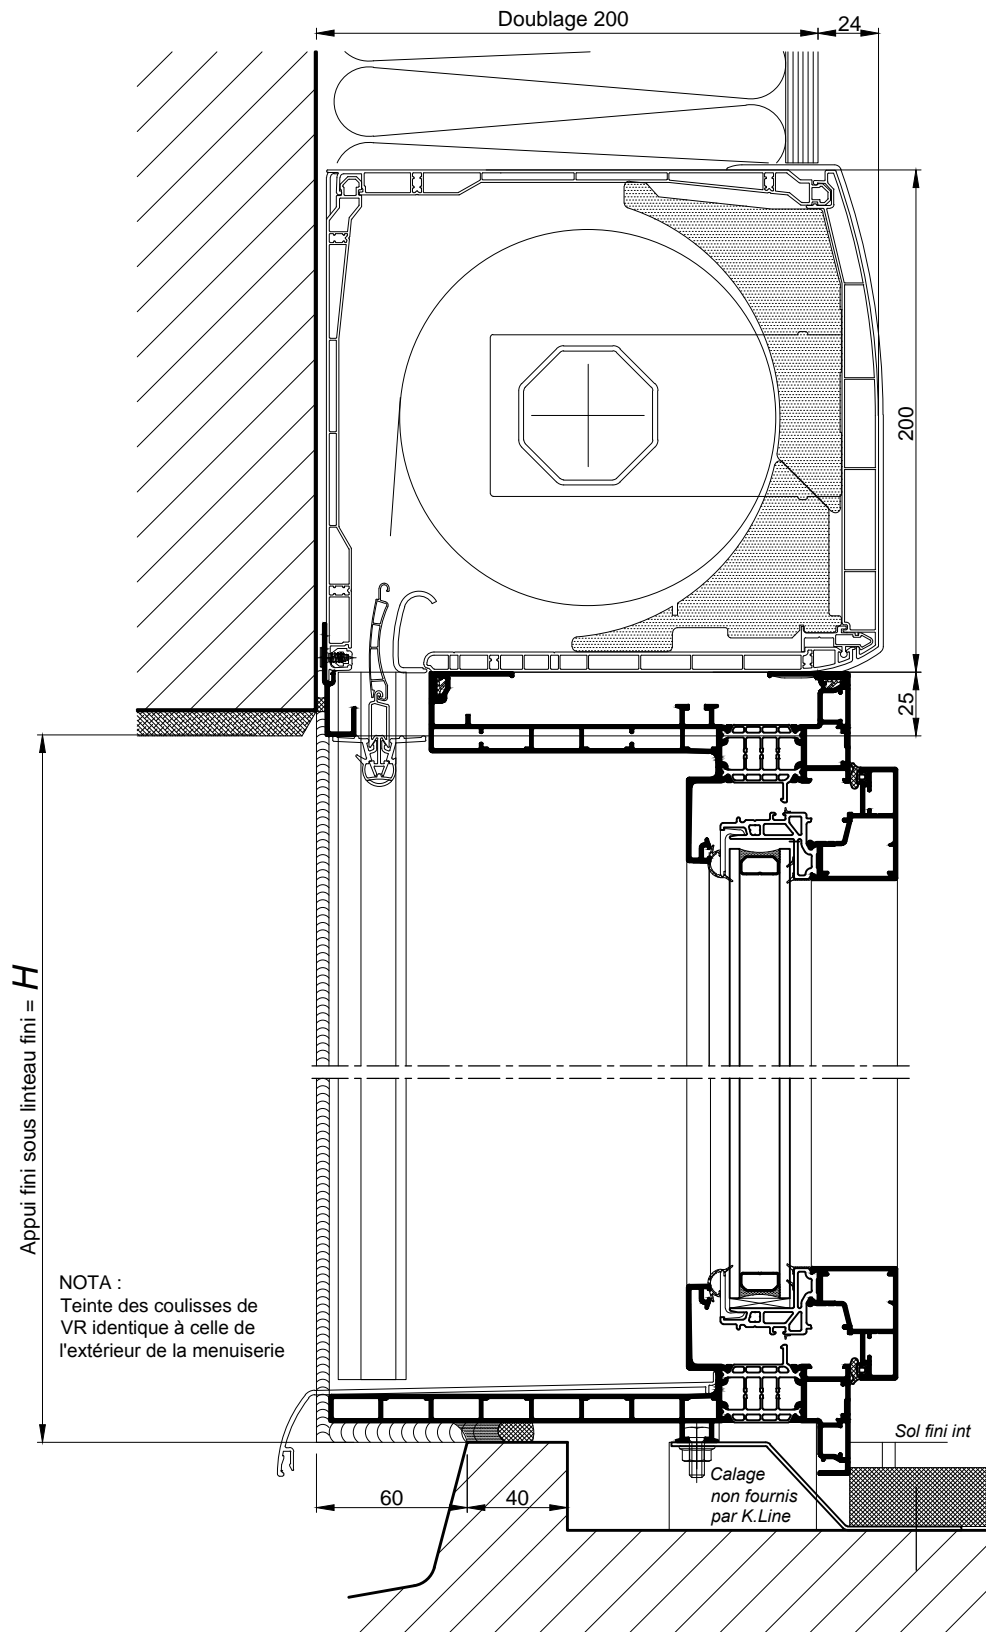 Doublage 200
24
200
25
Appui fini sous linteau fini = H
NOTA :
Teinte des coulisses de
VR identique à celle de
l'extérieur de la menuiserie
Sol fini int
Calage
non fournis
par K.Line
60
40